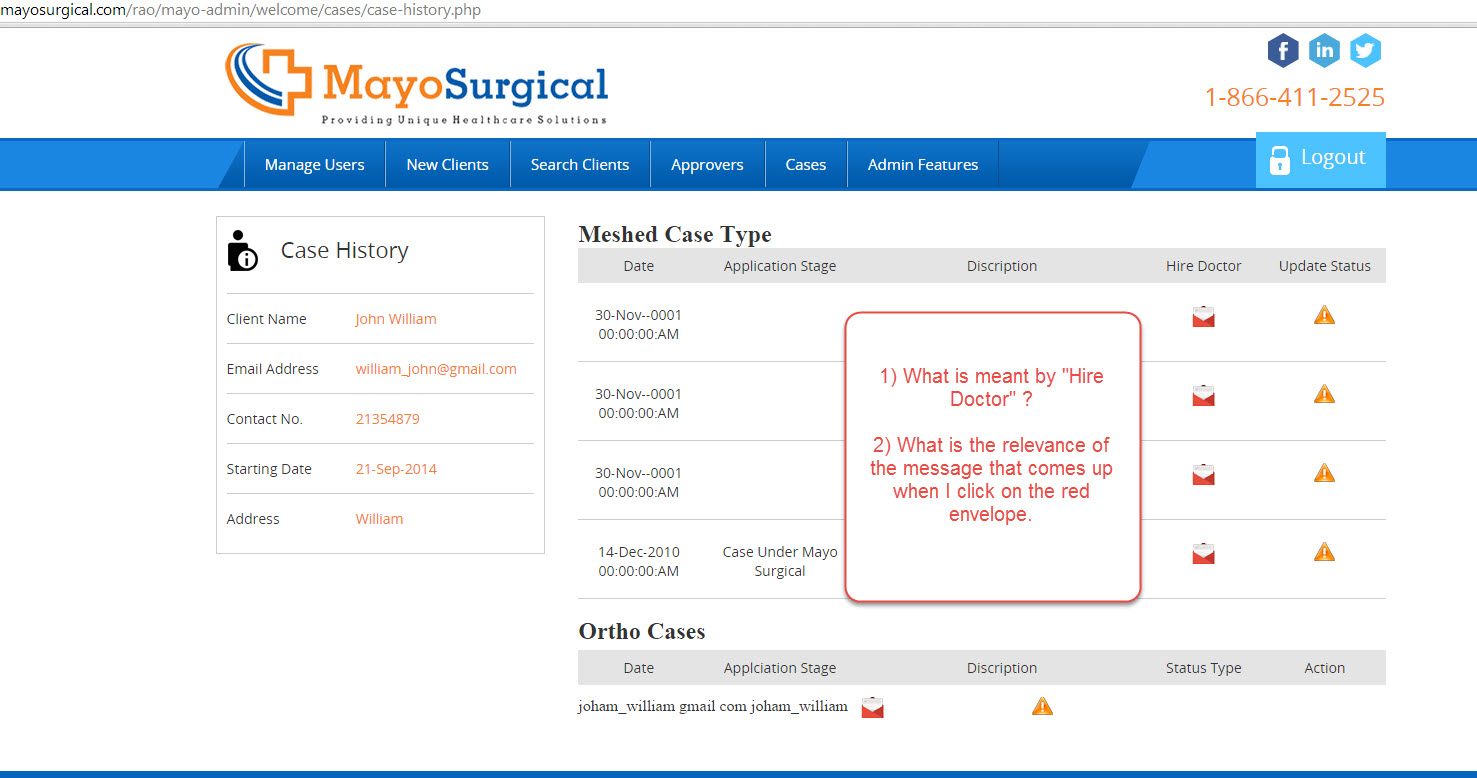 mayosurgical.com/rao/mayo-admin/welcome/cases/case-history.php
MayoSurgical
Providing Unique Healthcare Solutions
1-866-411-2525
Manage Users New Clients Search Clients Approvers Cases Admin Features Logout
Case History
Client Name John William
Email Address william_john@gmail.com
Contact No. 21354879
Starting Date 21-Sep-2014
Address William
Meshed Case Type
Date Application Stage Discription Hire Doctor Update Status
30-Nov--0001
00:00:00:AM
30-Nov--0001
00:00:00:AM
30-Nov--0001
00:00:00:AM
14-Dec-2010 Case Under Mayo
00:00:00:AM Surgical
1) What is meant by "Hire
Doctor" ?
2) What is the relevance of
the message that comes up
when I click on the red
envelope.
Ortho Cases
Date Applciation Stage Discription Status Type Action
joham_william gmail com joham_william